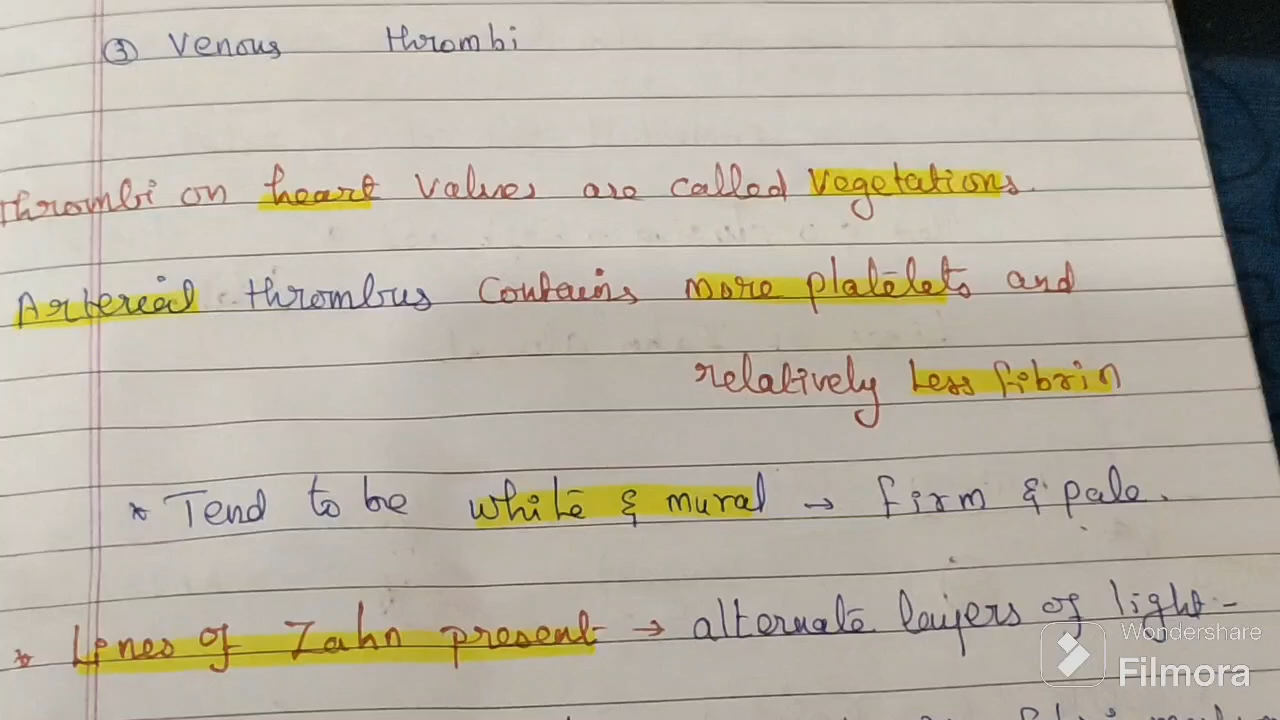 ③ Venous thrombi
Thrombi on heart valves are called vegetations.
Arterial thrombus contains more platelets and
relatively less fibrin
* Tend to be white & mural → firm & pale.
* Lines of Zahn present → alternate layers of light -
Wondershare
Filmora